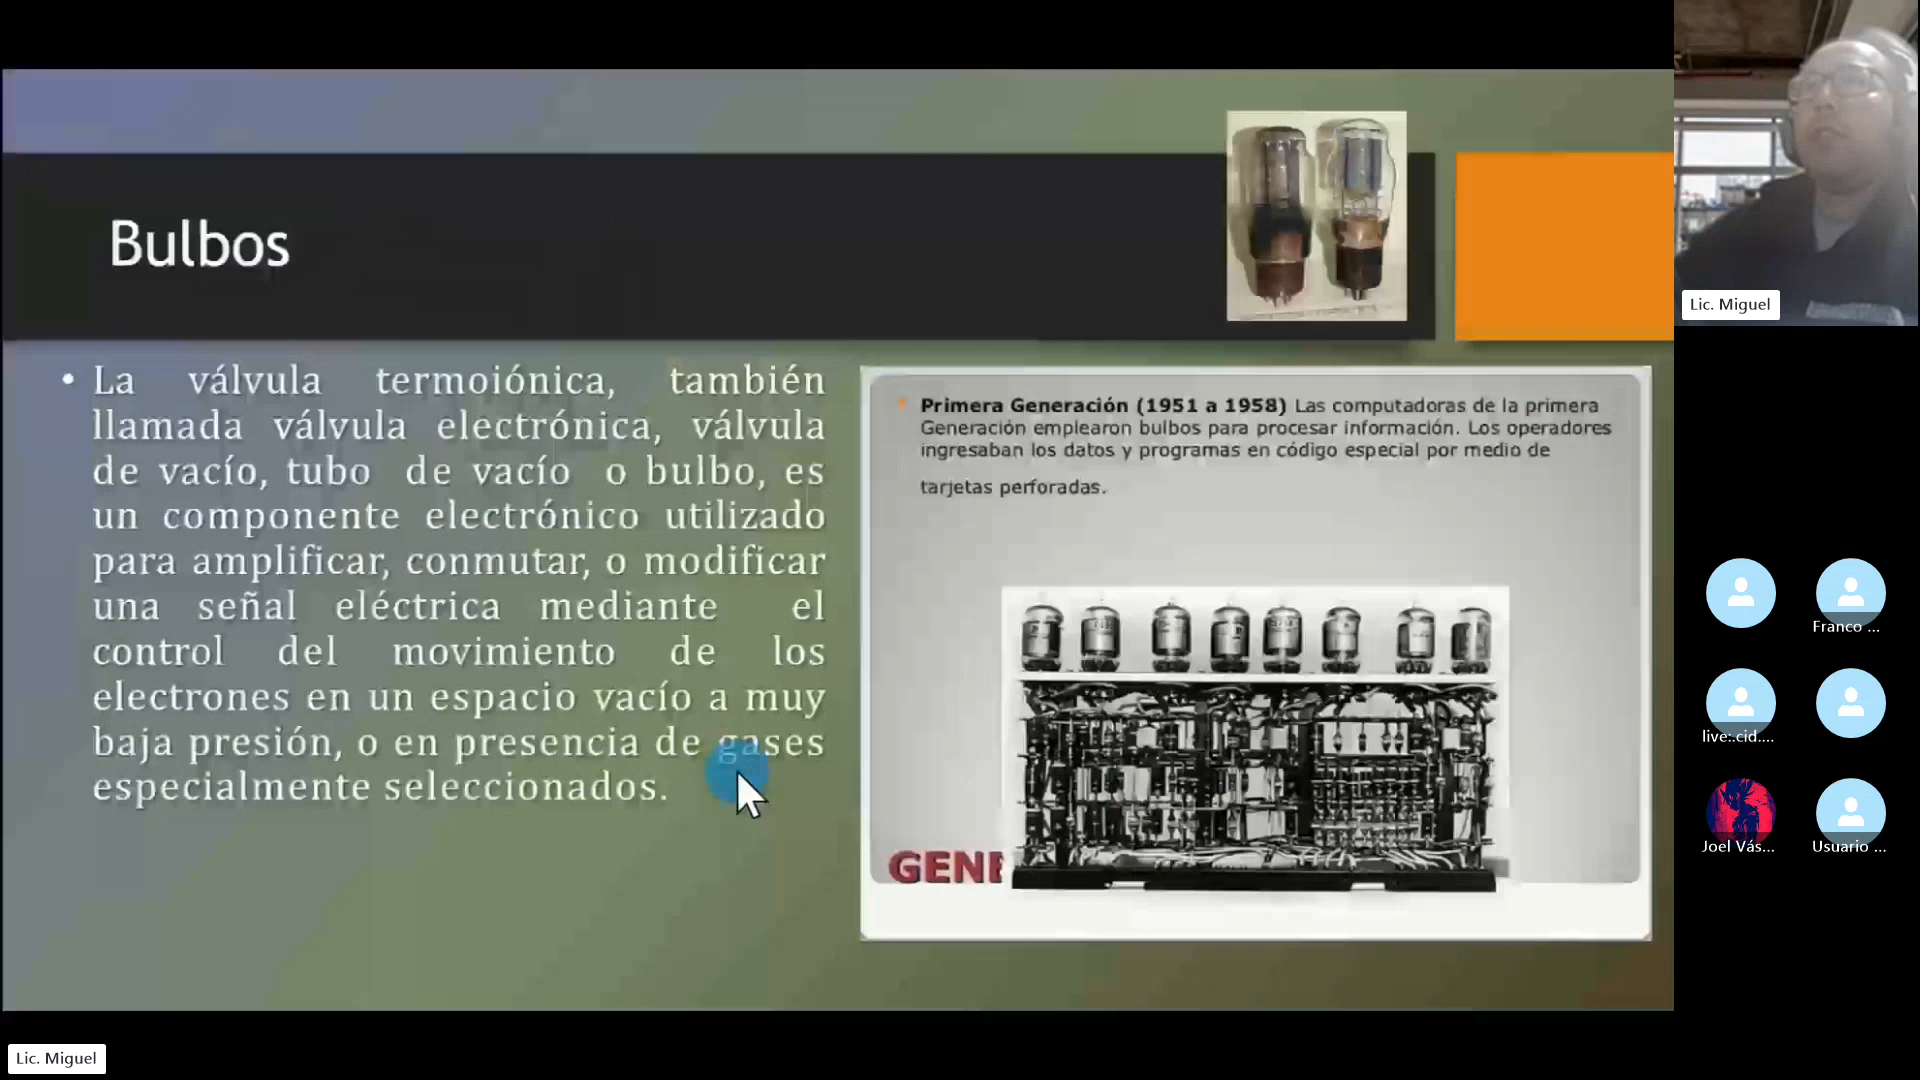 Bulbos
• La válvula termoiónica, también
llamada válvula electrónica, válvula
de vacío, tubo de vacío o bulbo, es
un componente electrónico utilizado
para amplificar, conmutar, o modificar
una señal eléctrica mediante el
control del movimiento de los
electrones en un espacio vacío a muy
baja presión, o en presencia de gases
especialmente seleccionados.
Primera Generación (1951 a 1958) Las computadoras de la primera
Generación emplearon bulbos para procesar información. Los operadores
ingresaban los datos y programas en código especial por medio de
tarjetas perforadas.
GENE
Lic. Miguel
Franco ...
live:.cid....
Joel Vás...
Usuario ...
Lic. Miguel